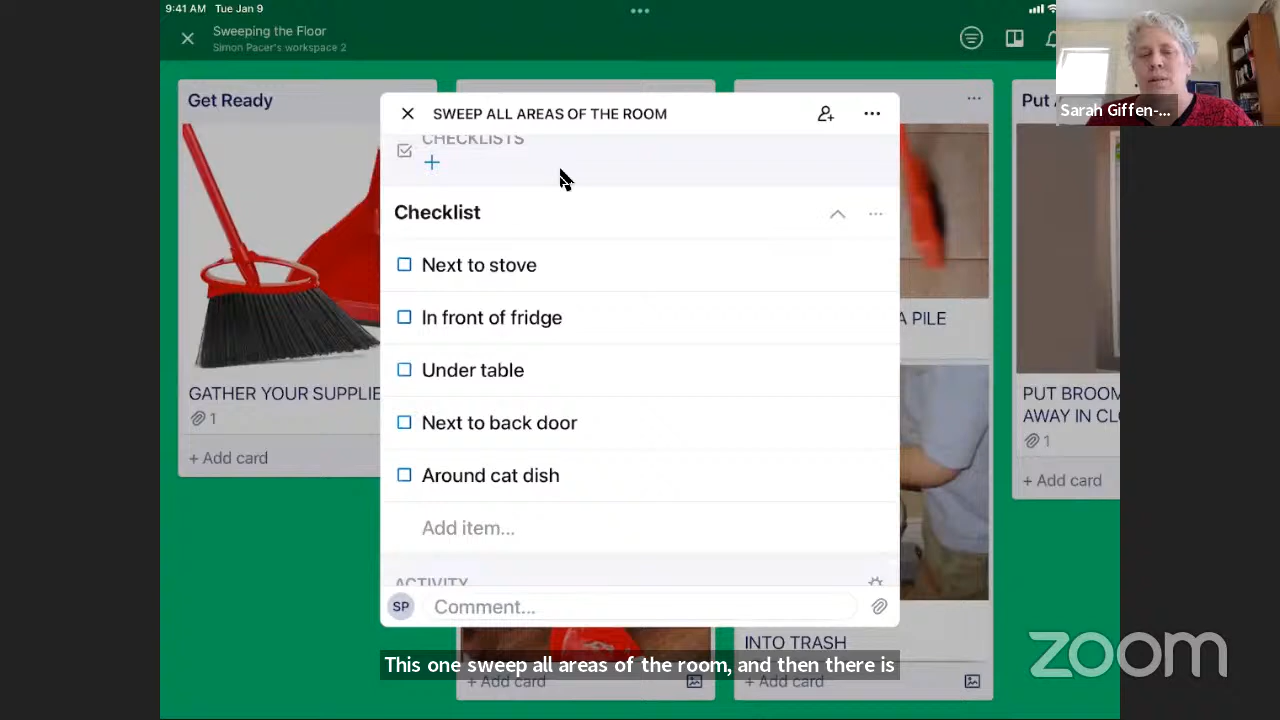 9:41 AM Tue Jan 9
Sweeping the Floor
Simon Pacer's workspace 2
Sarah Giffen-...
Get Ready
GATHER YOUR SUPPLIE
1
+ Add card
SWEEP ALL AREAS OF THE ROOM
CHECKLISTS
Checklist
Next to stove
In front of fridge
Under table
Next to back door
Around cat dish
Add item...
ACTIVITY
SP
Comment...
+ Add card
A PILE
INTO TRASH
+ Add card
Put
PUT BROOM
AWAY IN CL
1
+ Add card
This one sweep all areas of the room, and then there is
zoom